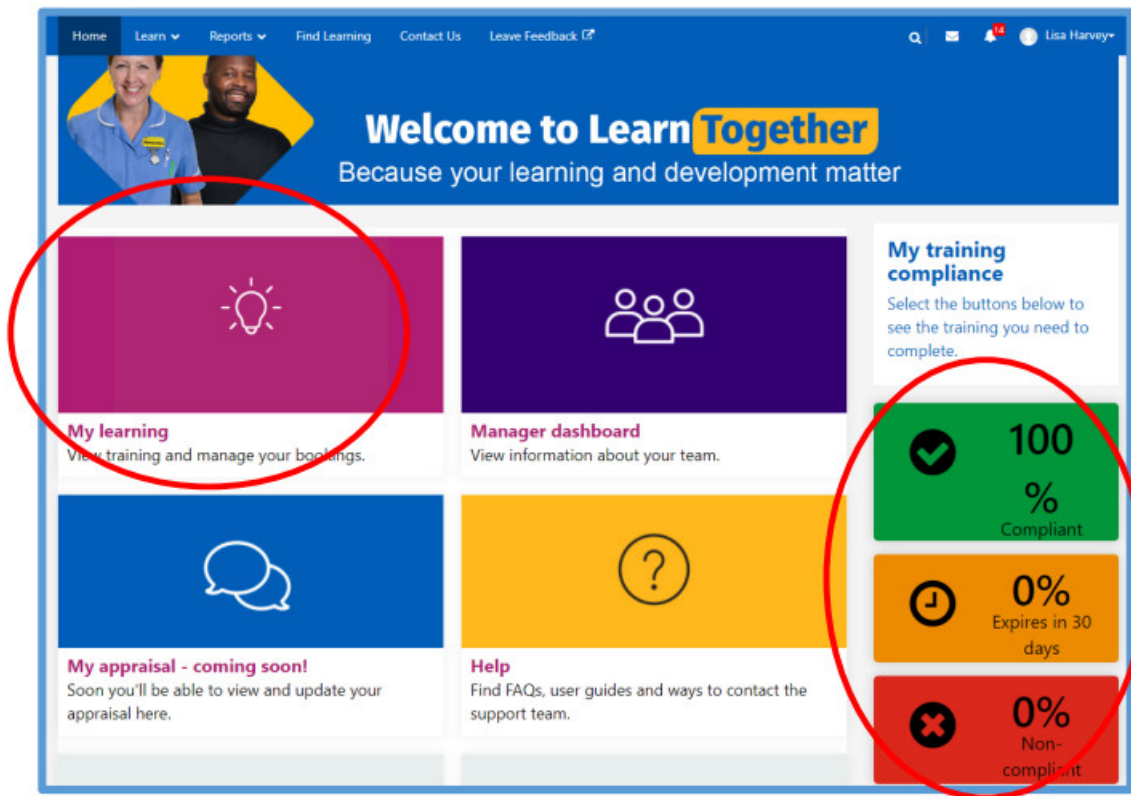 Home Learn Reports Find Learning Contact Us Leave Feedback 14 Lisa Harvey
Welcome to Learn Together
Because your learning and development matter
My learning
View training and manage your bookings.
Manager dashboard
View information about your team.
My appraisal - coming soon!
Soon you'll be able to view and update your
appraisal here.
?
Help
Find FAQs, user guides and ways to contact the
support team.
My training
compliance
Select the buttons below to
see the training you need to
complete.
100
%
Compliant
0%
Expires in 30
days
0%
Non-
compliant